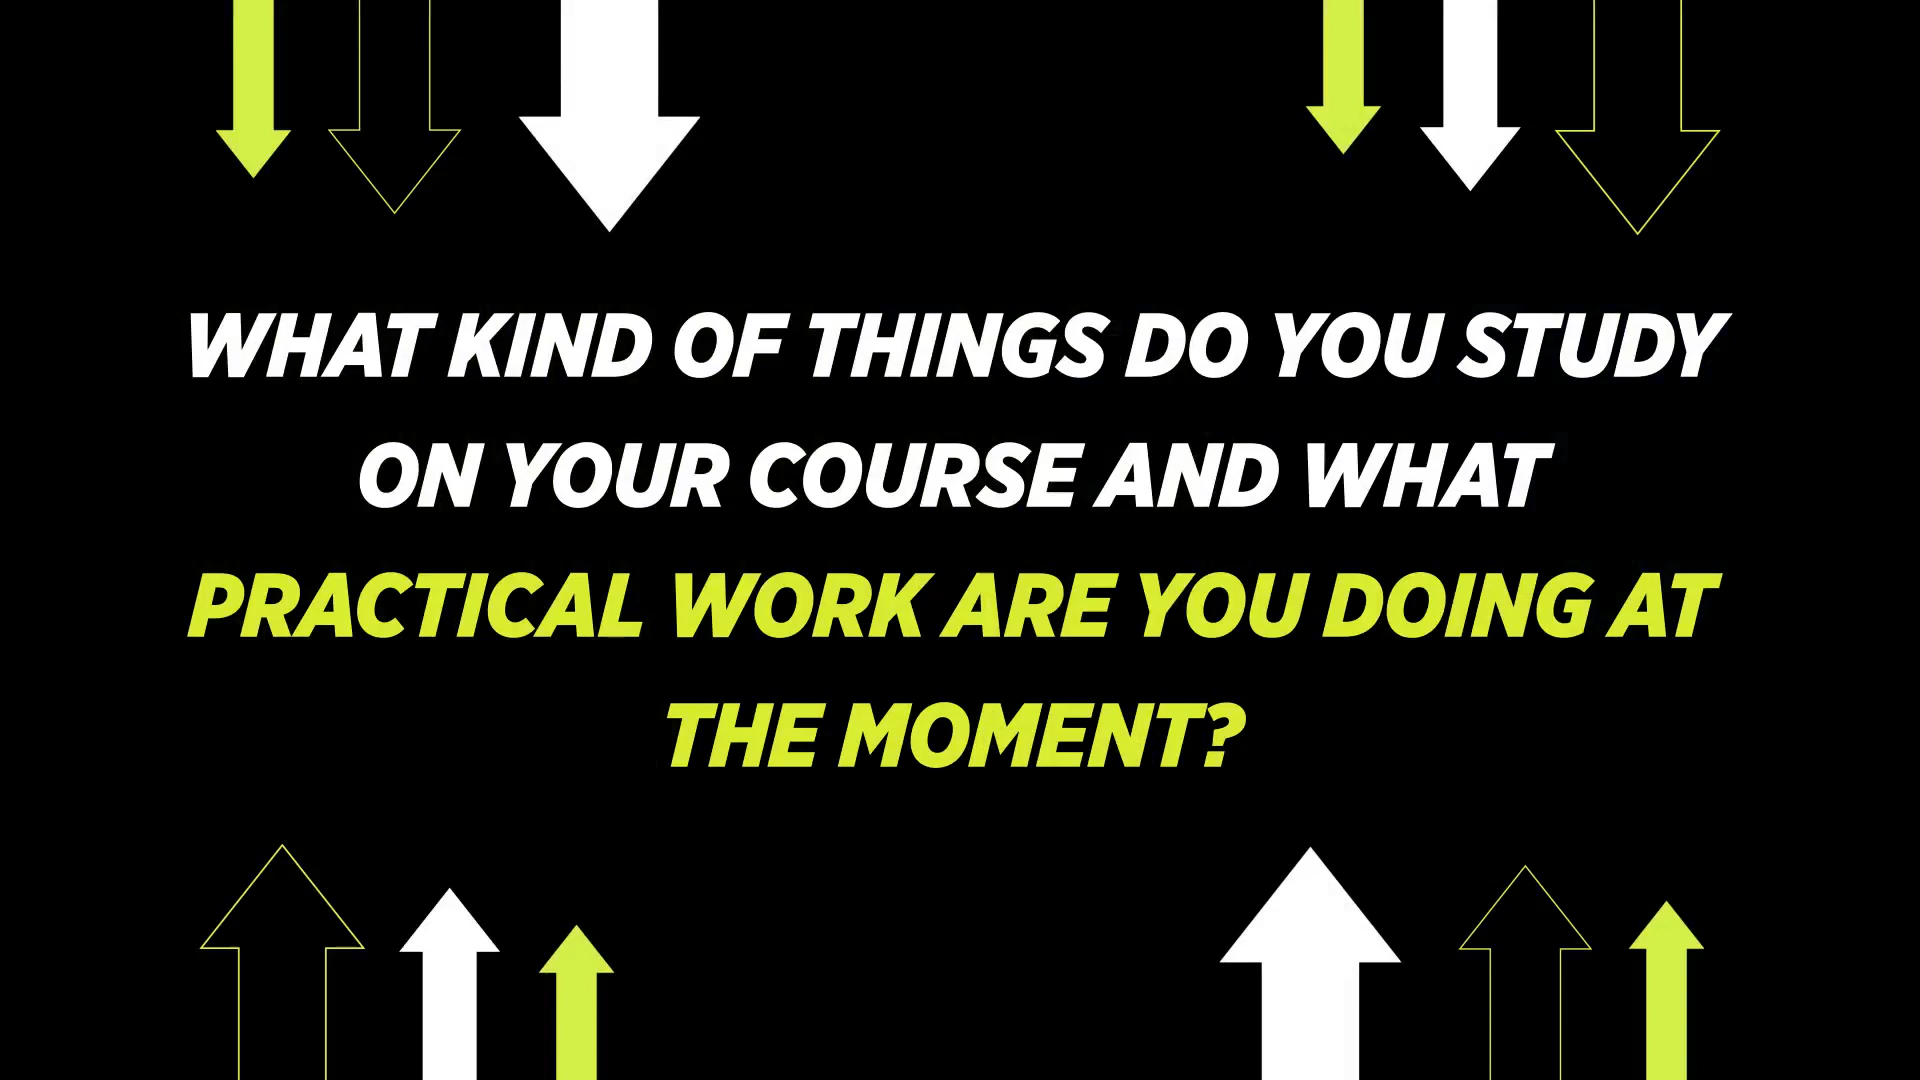 WHAT KIND OF THINGS DO YOU STUDY
ON YOUR COURSE AND WHAT
PRACTICAL WORK ARE YOU DOING AT
THE MOMENT?